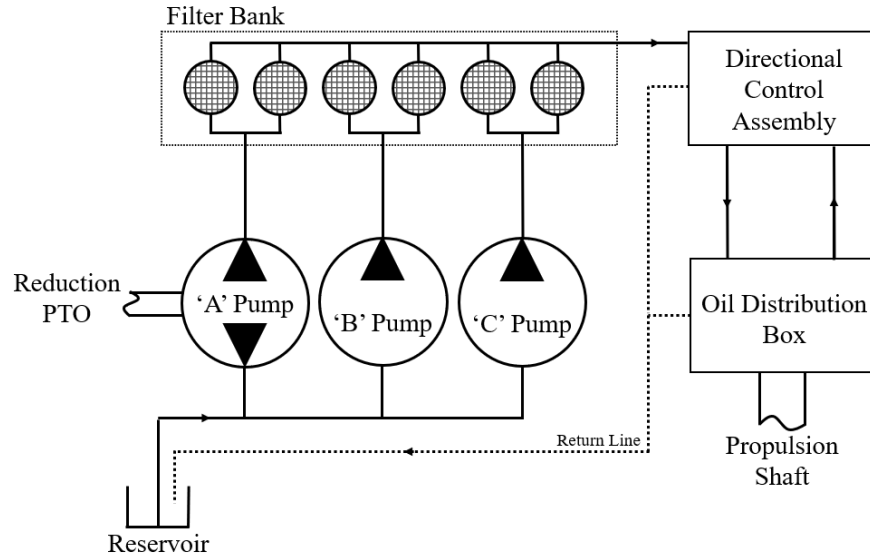 Filter Bank
Directional
Control
Assembly
Reduction
PTO
‘A’ Pump
‘B’ Pump
‘C’ Pump
Oil Distribution
Box
Return Line
Propulsion
Shaft
Reservoir